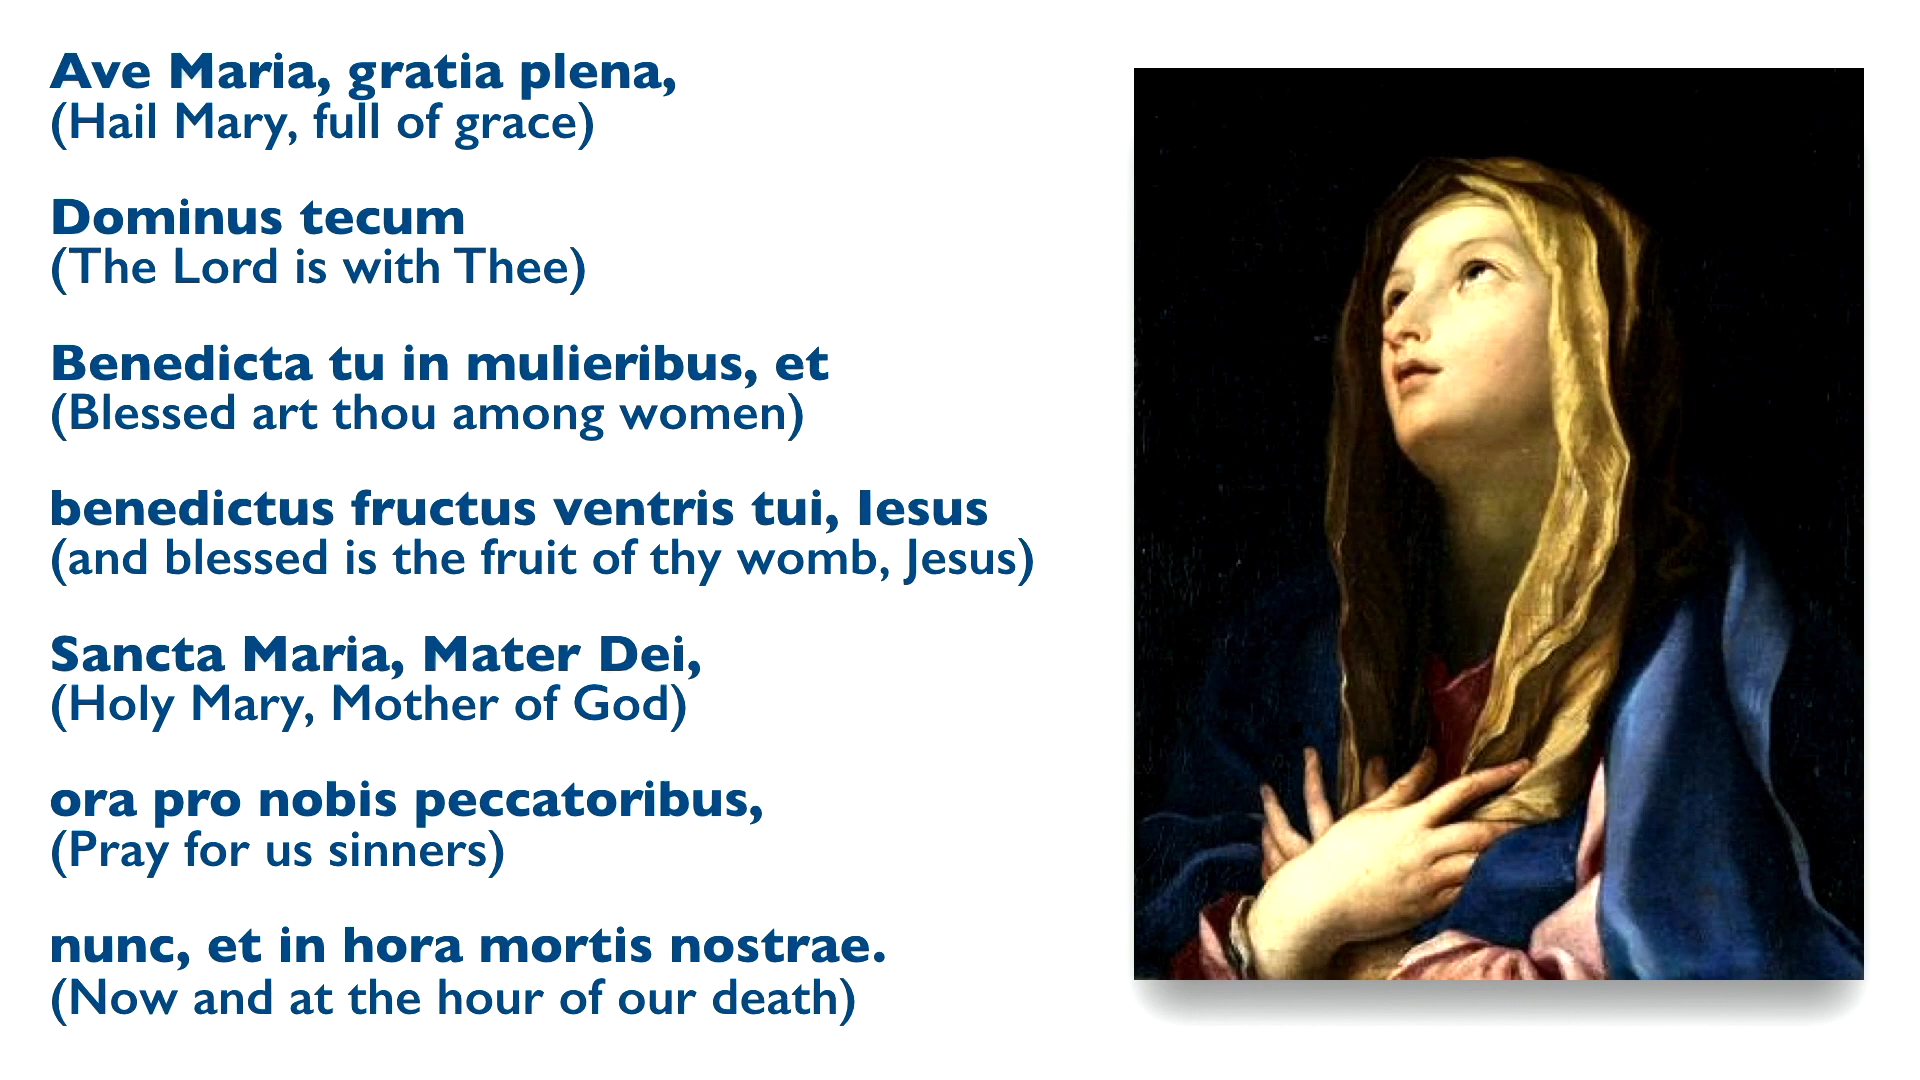 Ave Maria, gratia plena,
(Hail Mary, full of grace)
Dominus tecum
(The Lord is with Thee)
Benedicta tu in mulieribus, et
(Blessed art thou among women)
benedictus fructus ventris tui, Iesus
(and blessed is the fruit of thy womb, Jesus)
Sancta Maria, Mater Dei,
(Holy Mary, Mother of God)
ora pro nobis peccatoribus,
(Pray for us sinners)
nunc, et in hora mortis nostrae.
(Now and at the hour of our death)